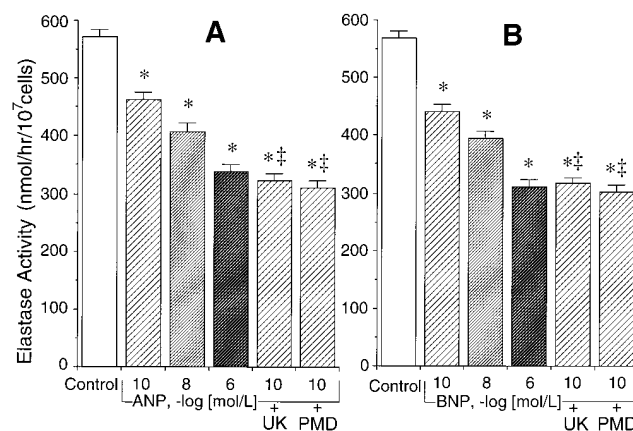 A
B
Elastase Activity (nmol/hr/10⁷cells)
600
500
400
300
200
100
0
* * * *‡ *‡
Control 10 8 6 10 10
ANP, -log [mol/L] + +
UK PMD
600
500
400
300
200
100
0
* * * *‡ *‡
Control 10 8 6 10 10
BNP, -log [mol/L] + +
UK PMD